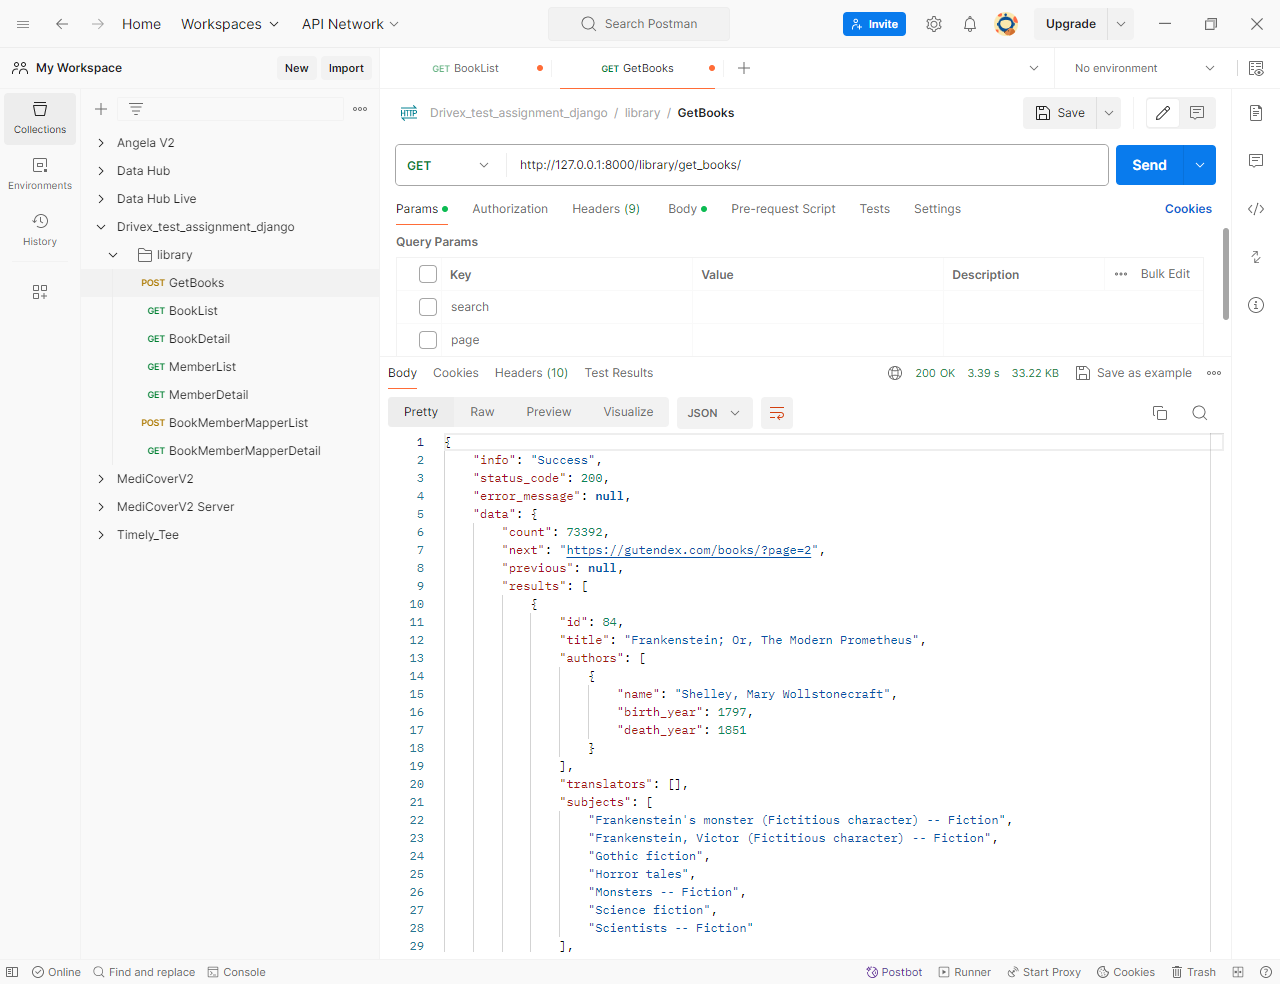 Home Workspaces API Network Search Postman Invite Upgrade
My Workspace New Import GET BookList GET GetBooks No environment
Collections
Environments
History
Angela V2
Data Hub
Data Hub Live
Drivex_test_assignment_django
library
POST GetBooks
GET BookList
GET BookDetail
GET MemberList
GET MemberDetail
POST BookMemberMapperList
GET BookMemberMapperDetail
MediCoverV2
MediCoverV2 Server
Timely_Tee
HTTP Drivex_test_assignment_django / library / GetBooks Save
GET http://127.0.0.1:8000/library/get_books/ Send
Params Authorization Headers (9) Body Pre-request Script Tests Settings Cookies
Query Params
Key Value Description Bulk Edit
search
page
Body Cookies Headers (10) Test Results 200 OK 3.39 s 33.22 KB Save as example
Pretty Raw Preview Visualize JSON
1 {
2 "info": "Success",
3 "status_code": 200,
4 "error_message": null,
5 "data": {
6 "count": 73392,
7 "next": "https://gutendex.com/books/?page=2",
8 "previous": null,
9 "results": [
10 {
11 "id": 84,
12 "title": "Frankenstein; Or, The Modern Prometheus",
13 "authors": [
14 {
15 "name": "Shelley, Mary Wollstonecraft",
16 "birth_year": 1797,
17 "death_year": 1851
18 }
19 ],
20 "translators": [],
21 "subjects": [
22 "Frankenstein's monster (Fictitious character) -- Fiction",
23 "Frankenstein, Victor (Fictitious character) -- Fiction",
24 "Gothic fiction",
25 "Horror tales",
26 "Monsters -- Fiction",
27 "Science fiction",
28 "Scientists -- Fiction"
29 ],
Online Find and replace Console Postbot Runner Start Proxy Cookies Trash